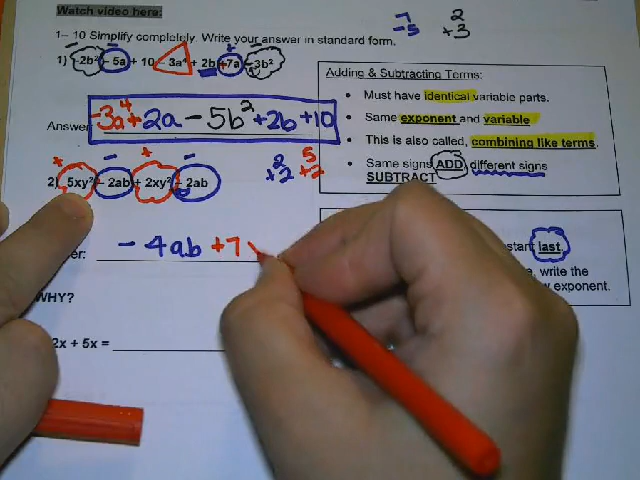 Watch video here:
7
-5
2
+3
1– 10 Simplify completely. Write your answer in standard form.
1) - 2b² - 5a + 10 - 3a⁴ + 2b + 7a - 3b²
Adding & Subtracting Terms:
• Must have identical variable parts.
• Same exponent and variable
• This is also called, combining like terms.
• Same signs ADD, different signs
SUBTRACT
Answer
-3a⁴ + 2a - 5b² + 2b + 10
+ - + -
2) 5xy² - 2ab + 2xy² - 2ab
2
+2
5
+2
- 4ab + 7
start last.
, write the
exponent.
WHY?
2x + 5x =